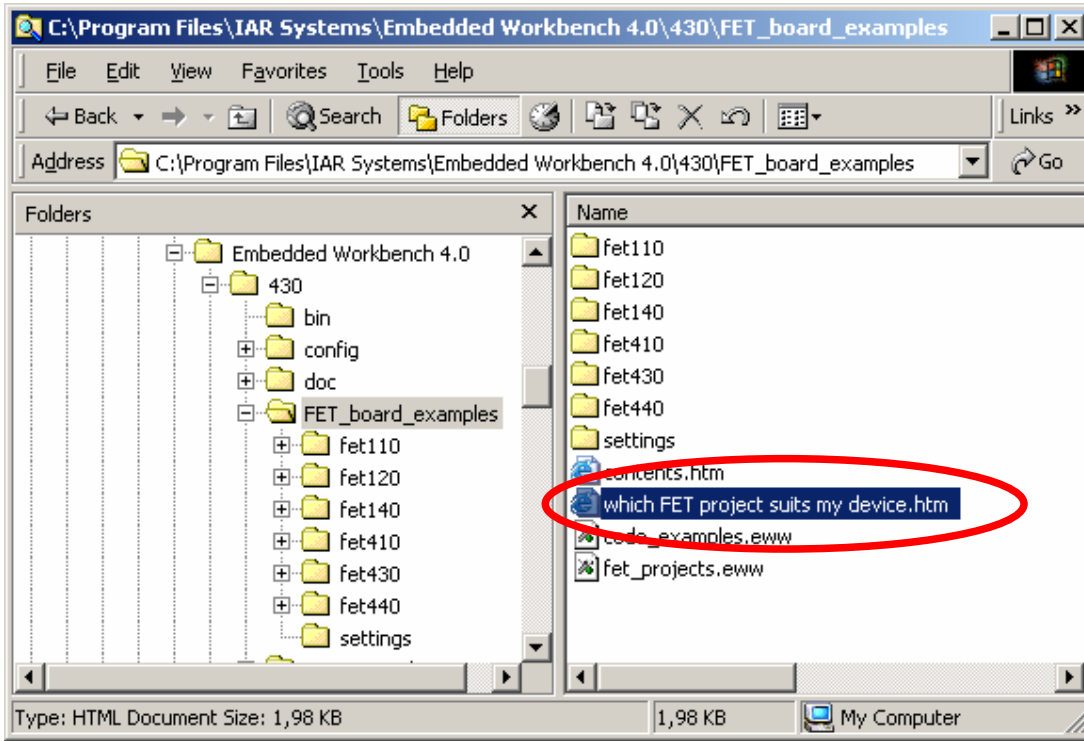 C:\Program Files\IAR Systems\Embedded Workbench 4.0\430\FET_board_examples
File Edit View Favorites Tools Help
Back Search Folders Links »
Address C:\Program Files\IAR Systems\Embedded Workbench 4.0\430\FET_board_examples Go
Folders
Embedded Workbench 4.0
430
bin
config
doc
FET_board_examples
fet110
fet120
fet140
fet410
fet430
fet440
settings
Name
fet110
fet120
fet140
fet410
fet430
fet440
settings
contents.htm
which FET project suits my device.htm
code_examples.eww
fet_projects.eww
Type: HTML Document Size: 1,98 KB 1,98 KB My Computer